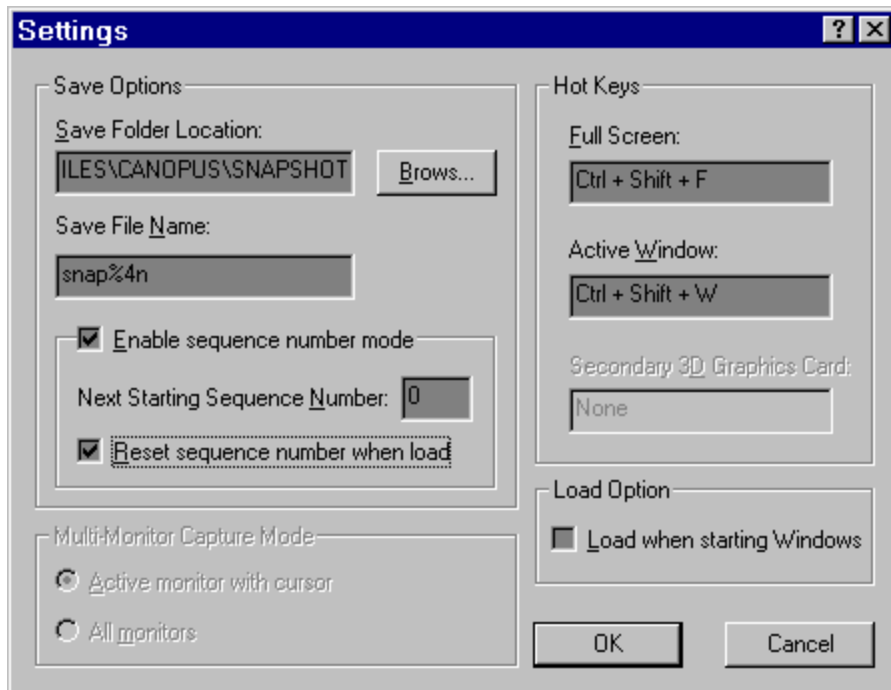 Settings
Save Options
Save Folder Location:
ILES\CANOPUS\SNAPSHOT
Brows...
Save File Name:
snap%4n
Enable sequence number mode
Next Starting Sequence Number: 0
Reset sequence number when load
Multi-Monitor Capture Mode
Active monitor with cursor
All monitors
Hot Keys
Full Screen:
Ctrl + Shift + F
Active Window:
Ctrl + Shift + W
Secondary 3D Graphics Card:
None
Load Option
Load when starting Windows
OK
Cancel